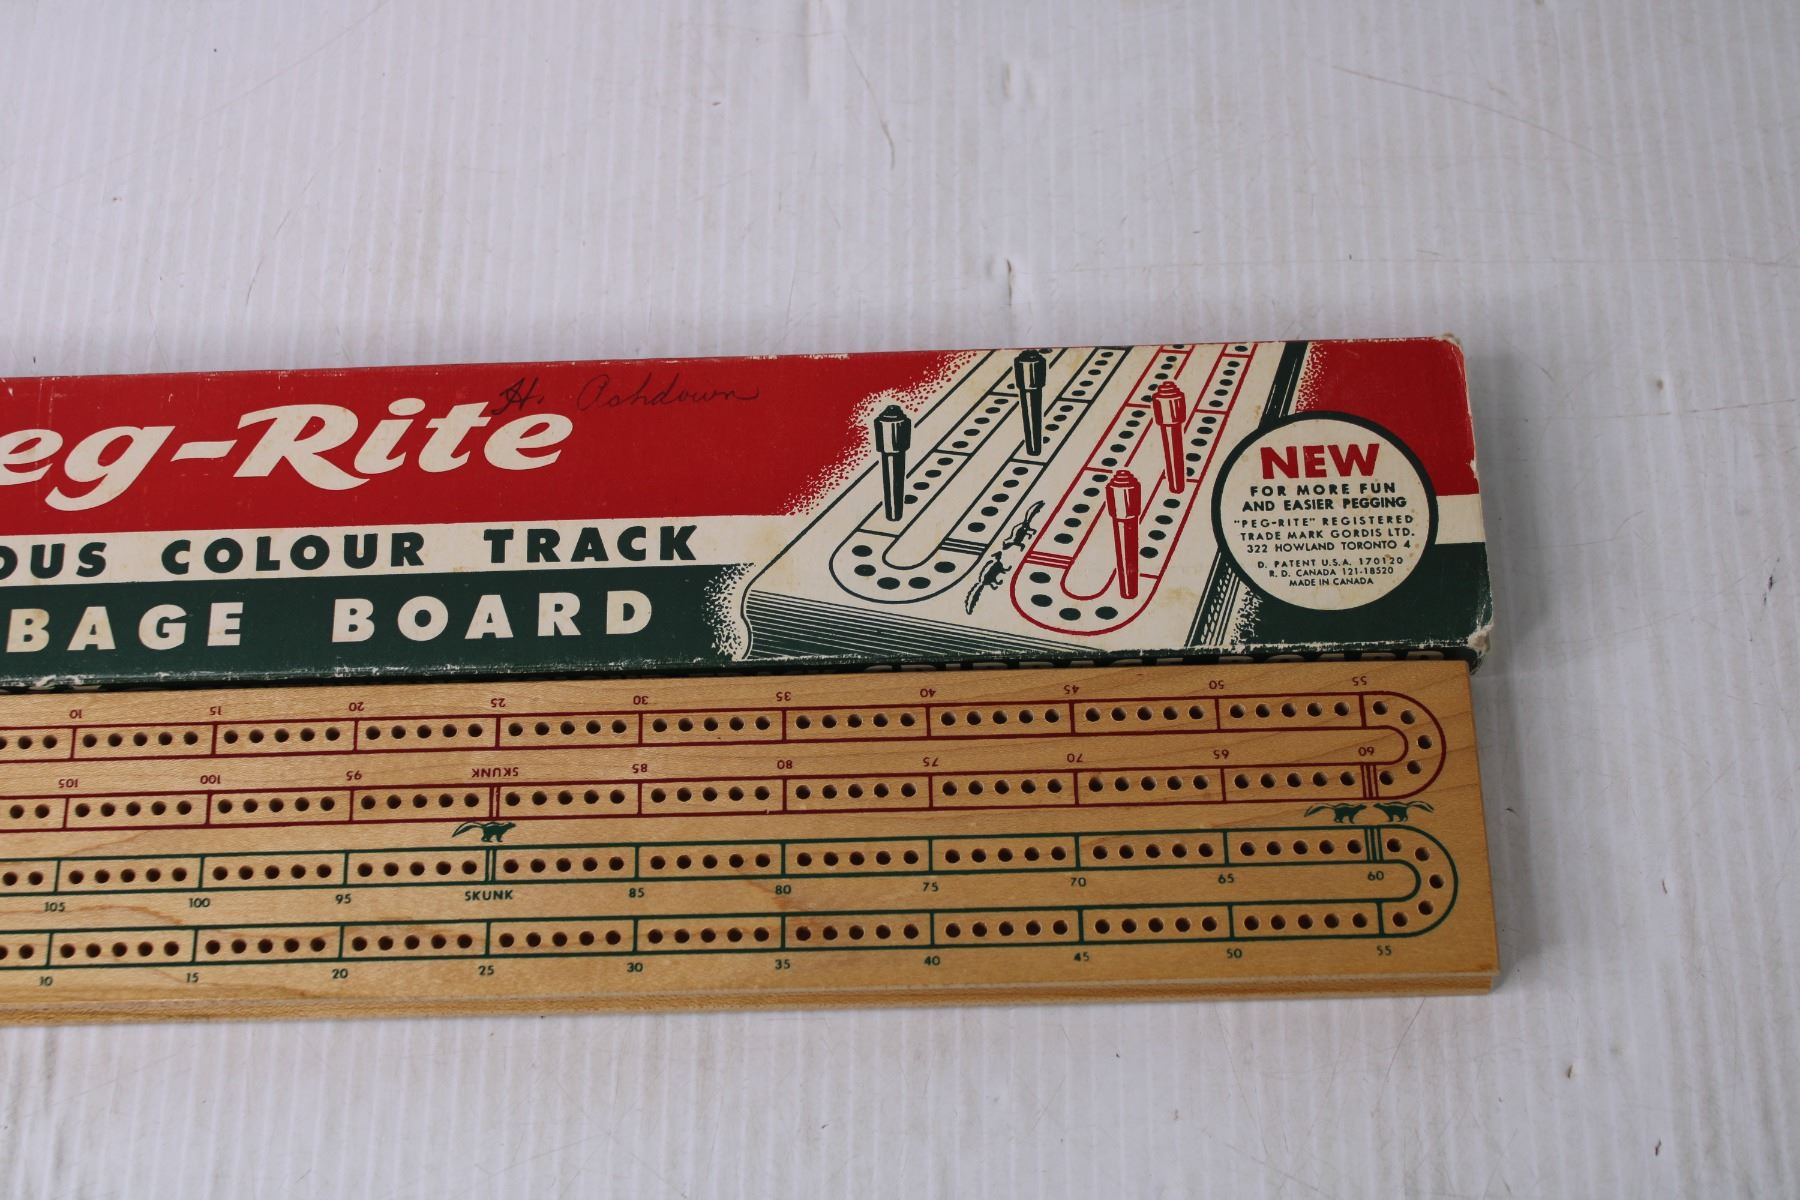 eg-Rite
H. Ashdown
OUS COLOUR TRACK
BAGE BOARD
NEW
FOR MORE FUN
AND EASIER PEGGING
"PEG-RITE" REGISTERED
TRADE MARK GORDIS LTD.
322 HOWLAND TORONTO 4
D. PATENT U.S.A. 170120
R.D. CANADA 121-18520
MADE IN CANADA
10 15 20 25 30 35 40 45 50 55
105 100 95 SKUNK 85 80 75 70 65 60
105 100 95 SKUNK 85 80 75 70 65 60
10 15 20 25 30 35 40 45 50 55